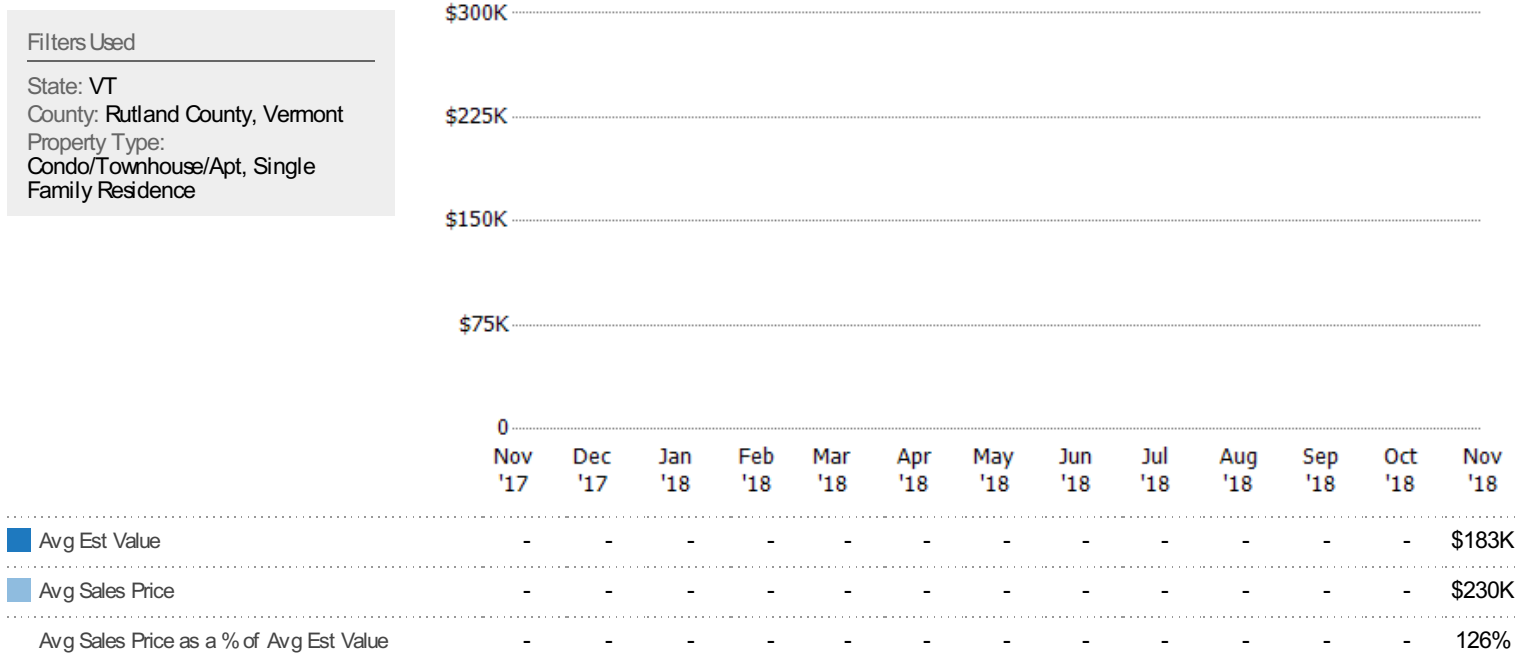 Filters Used
State: VT
County: Rutland County, Vermont
Property Type:
Condo/Townhouse/Apt, Single
Family Residence
$300K
$225K
$150K
$75K
0
Nov Dec Jan Feb Mar Apr May Jun Jul Aug Sep Oct Nov
'17 '17 '18 '18 '18 '18 '18 '18 '18 '18 '18 '18 '18
Avg Est Value - - - - - - - - - - - - $183K
Avg Sales Price - - - - - - - - - - - - $230K
Avg Sales Price as a % of Avg Est Value - - - - - - - - - - - - 126%